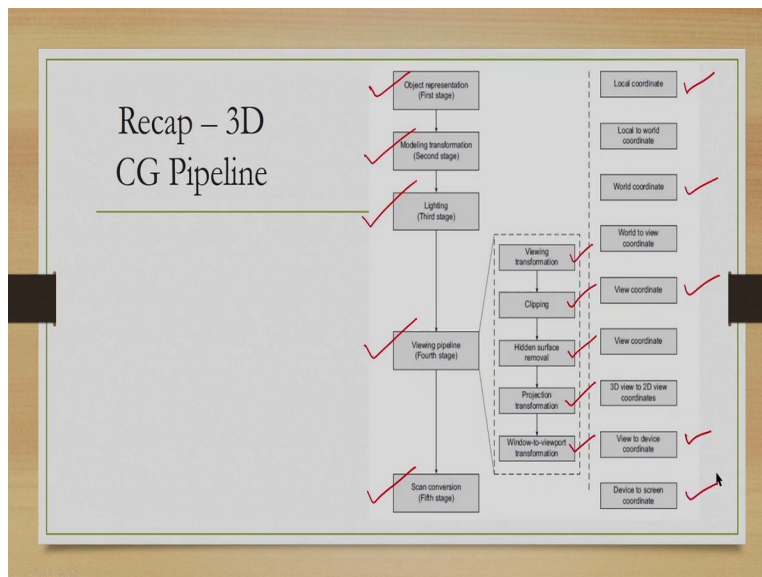 Recap – 3D
CG Pipeline
Object representation
(First stage)
Modeling transformation
(Second stage)
Lighting
(Third stage)
Viewing pipeline
(Fourth stage)
Scan conversion
(Fifth stage)
Viewing
transformation
Clipping
Hidden surface
removal
Projection
transformation
Window-to-viewport
transformation
Local coordinate
Local to world
coordinate
World coordinate
World to view
coordinate
View coordinate
View coordinate
3D view to 2D view
coordinates
View to device
coordinate
Device to screen
coordinate